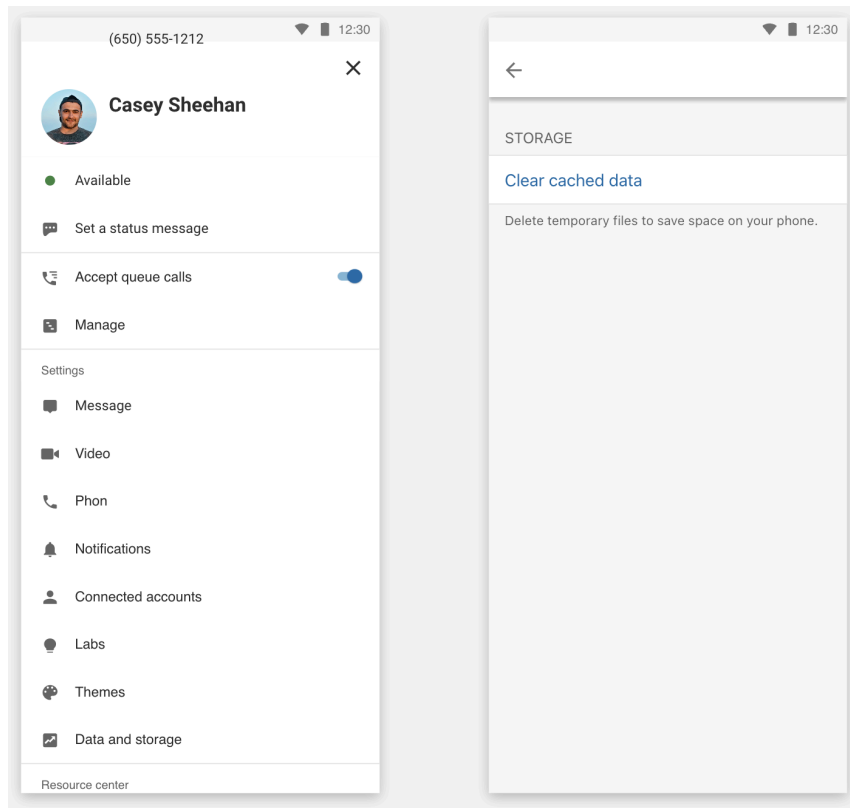 (650) 555-1212
12:30
Casey Sheehan
Available
Set a status message
Accept queue calls
Manage
Settings
Message
Video
Phon
Notifications
Connected accounts
Labs
Themes
Data and storage
Resource center
12:30
STORAGE
Clear cached data
Delete temporary files to save space on your phone.